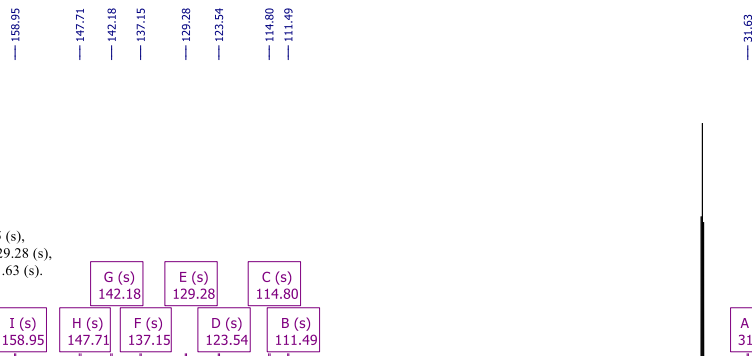 158.95
147.71
142.18
137.15
129.28
123.54
114.80
111.49
31.63
(s),
29.28 (s),
.63 (s).
G (s)
142.18
E (s)
129.28
C (s)
114.80
I (s)
158.95
H (s)
147.71
F (s)
137.15
D (s)
123.54
B (s)
111.49
A
31